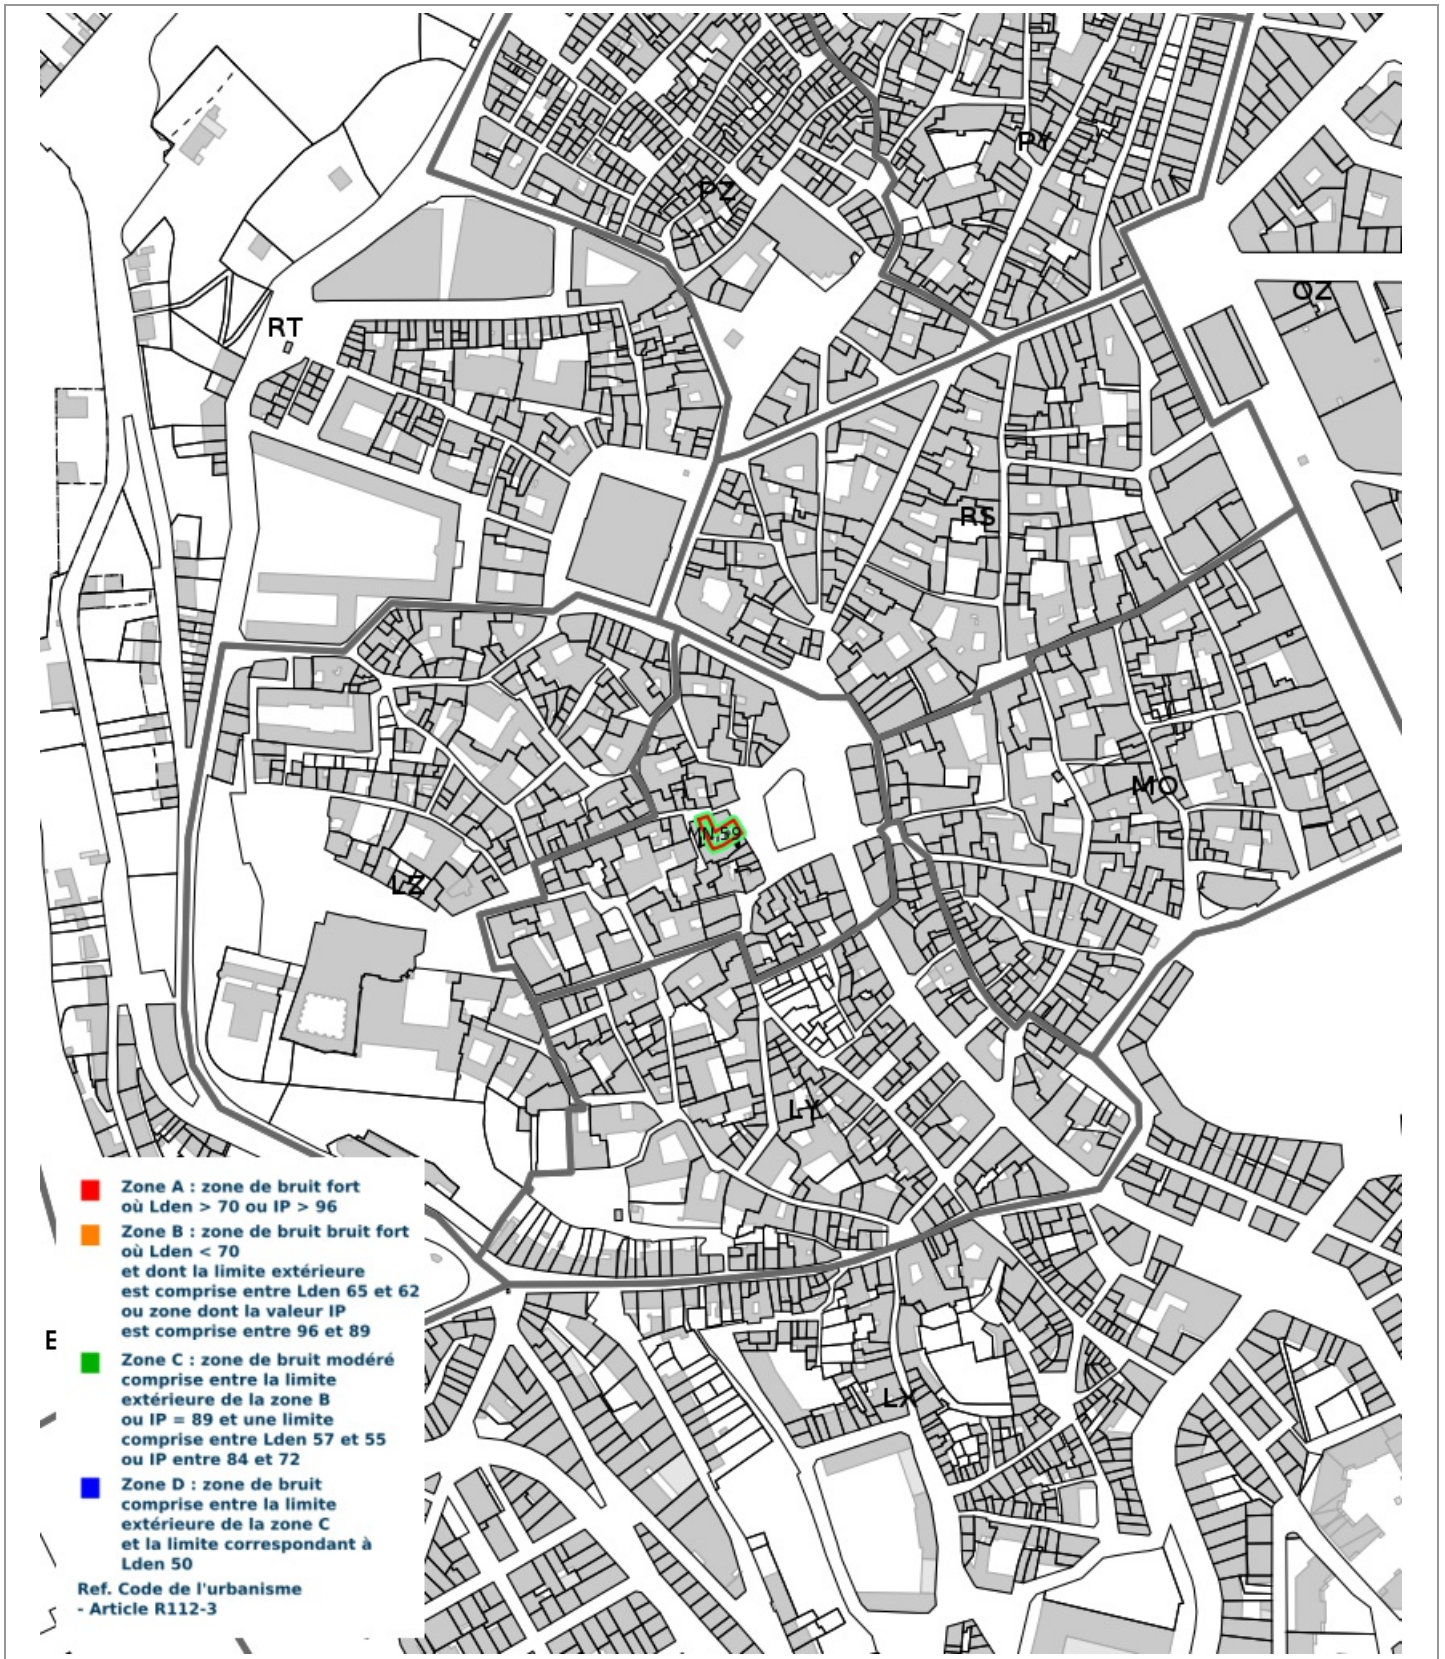 PY
PZ
OZ
RT
RS
MO
MN,59
LZ
LY
Zone A : zone de bruit fort
où Lden > 70 ou IP > 96
Zone B : zone de bruit bruit fort
où Lden < 70
et dont la limite extérieure
est comprise entre Lden 65 et 62
ou zone dont la valeur IP
est comprise entre 96 et 89
E
Zone C : zone de bruit modéré
comprise entre la limite
extérieure de la zone B
ou IP = 89 et une limite
comprise entre Lden 57 et 55
ou IP entre 84 et 72
LX
Zone D : zone de bruit
comprise entre la limite
extérieure de la zone C
et la limite correspondant à
Lden 50
Ref. Code de l'urbanisme
- Article R112-3